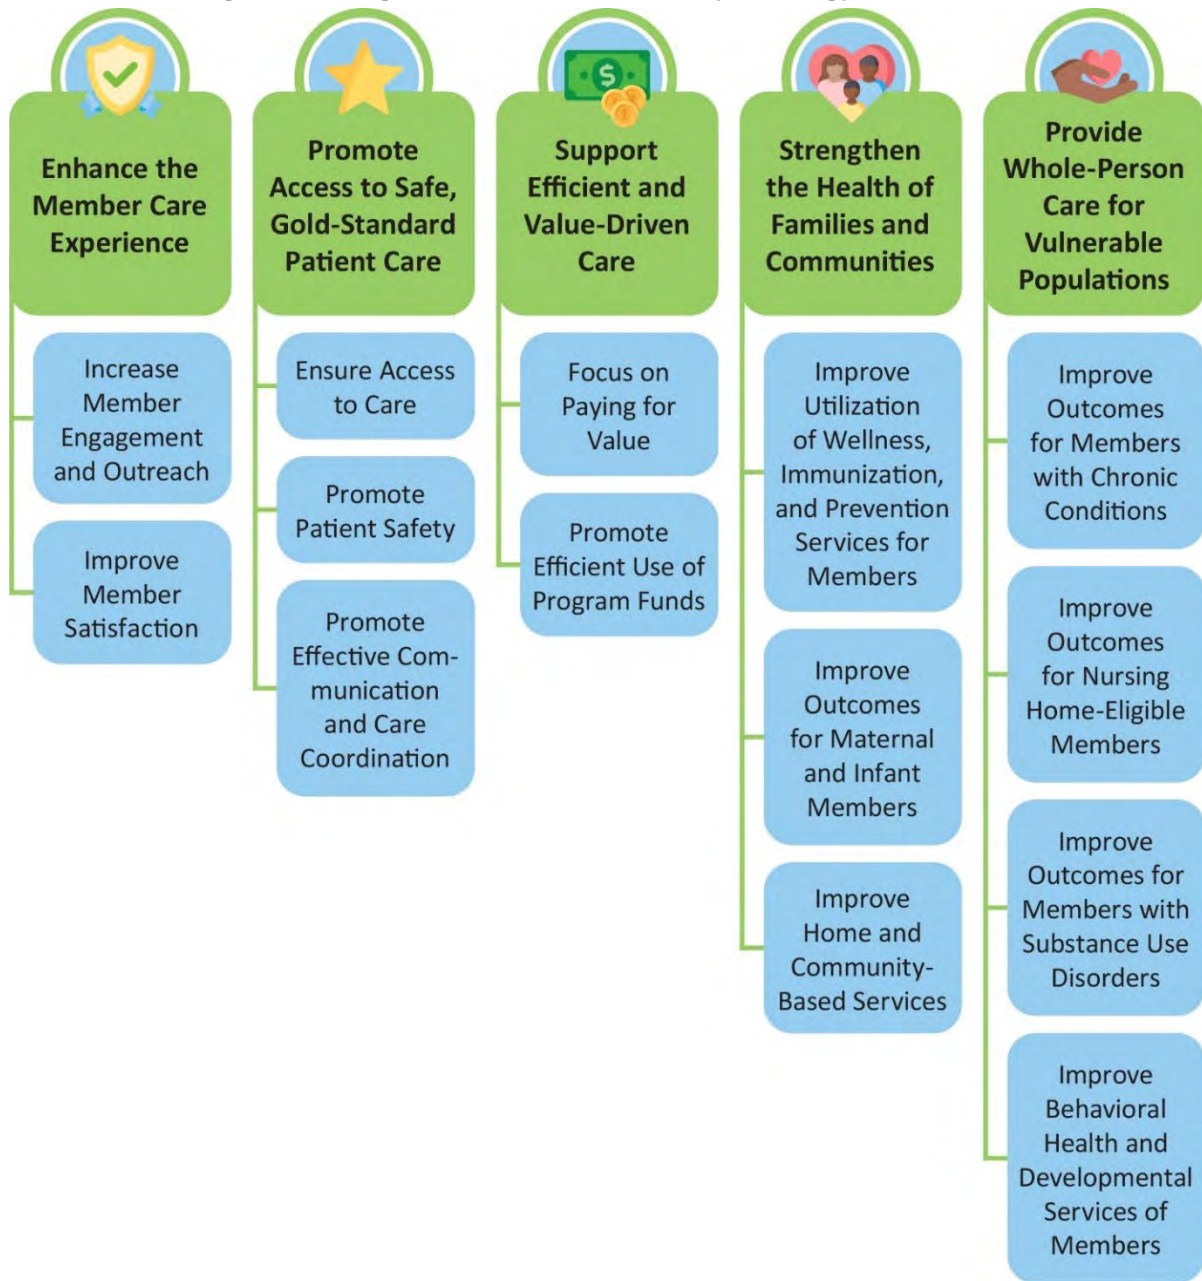 Enhance the
Member Care
Experience
Increase
Member
Engagement
and Outreach
Improve
Member
Satisfaction
Promote
Access to Safe,
Gold-Standard
Patient Care
Ensure Access
to Care
Promote
Patient Safety
Promote
Effective Com-
munication
and Care
Coordination
$
Support
Efficient and
Value-Driven
Care
Focus on
Paying for
Value
Promote
Efficient Use of
Program Funds
Strengthen
the Health of
Families and
Communities
Improve
Utilization
of Wellness,
Immunization,
and Prevention
Services for
Members
Improve
Outcomes
for Maternal
and Infant
Members
Improve
Home and
Community-
Based Services
Provide
Whole-Person
Care for
Vulnerable
Populations
Improve
Outcomes
for Members
with Chronic
Conditions
Improve
Outcomes
for Nursing
Home-Eligible
Members
Improve
Outcomes for
Members with
Substance Use
Disorders
Improve
Behavioral
Health and
Developmental
Services of
Members